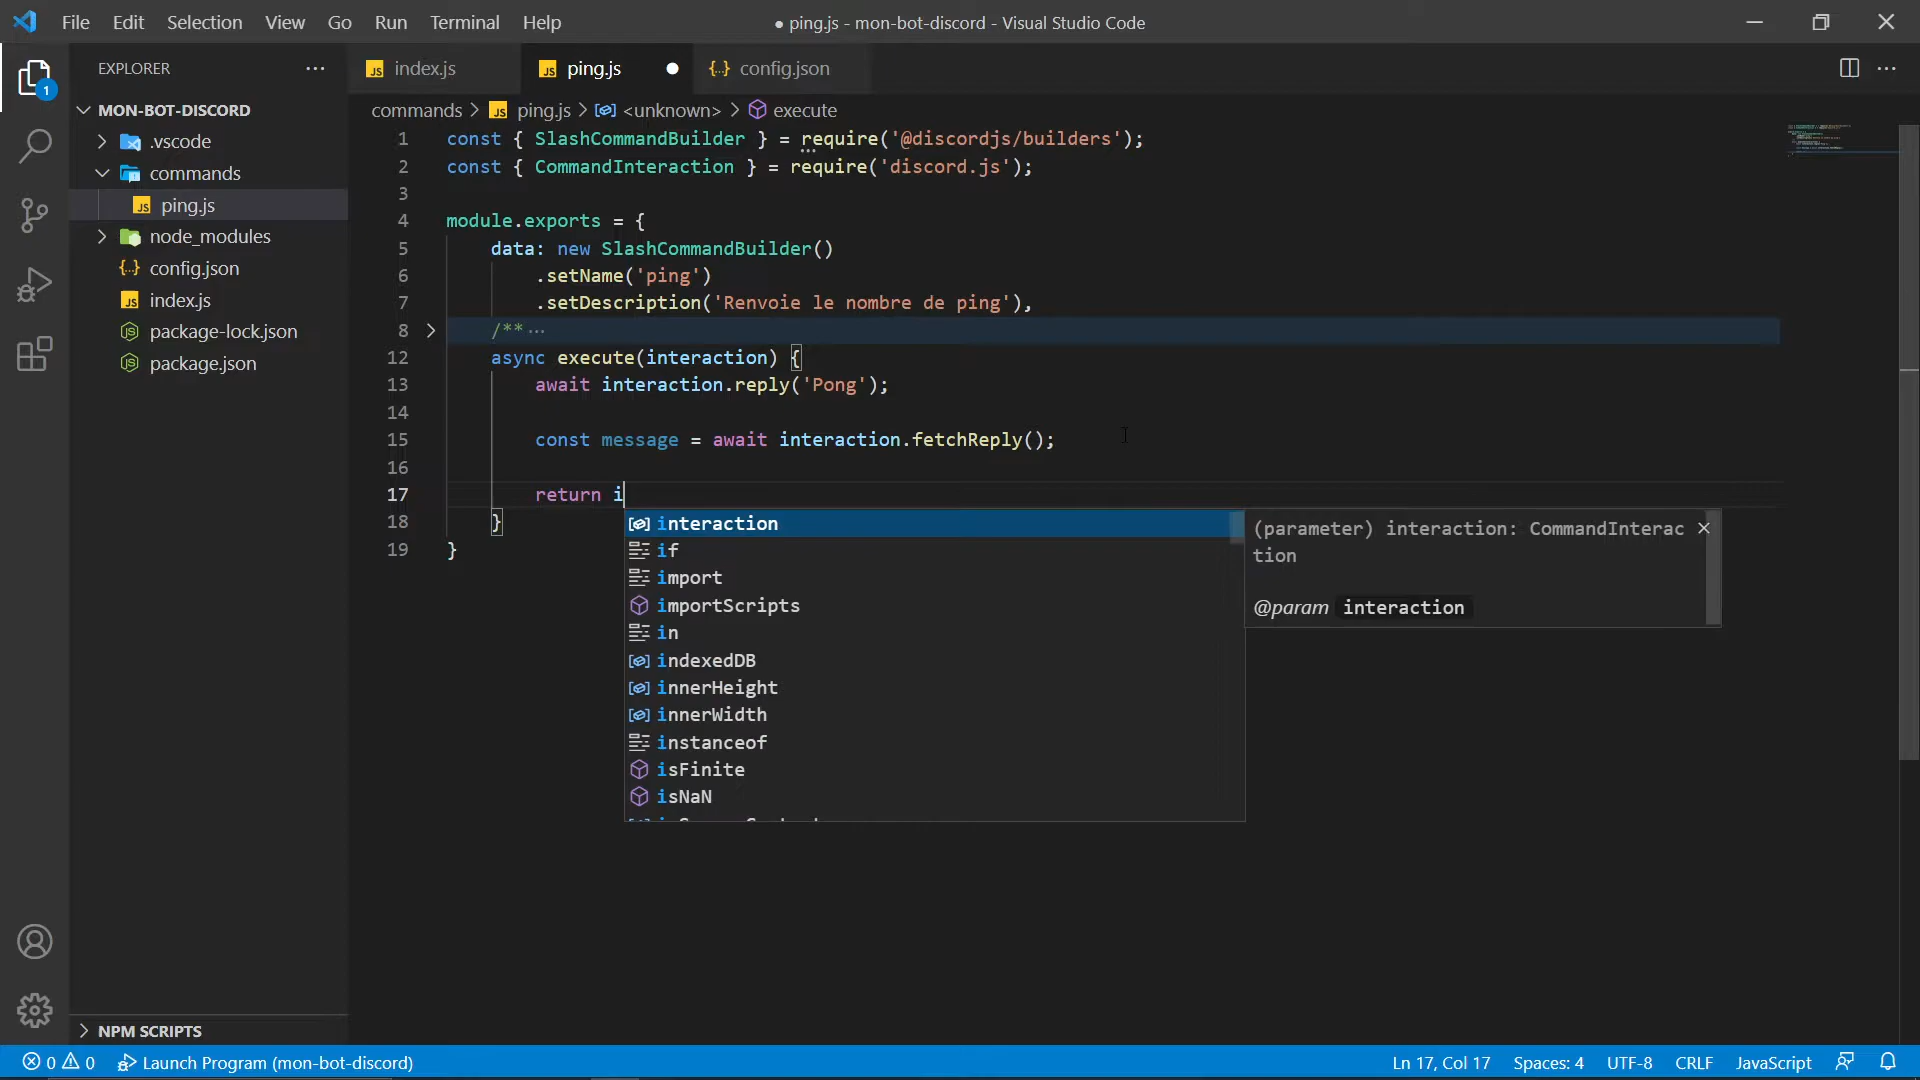 File Edit Selection View Go Run Terminal Help
● ping.js - mon-bot-discord - Visual Studio Code
EXPLORER
index.js
ping.js
config.json
1
MON-BOT-DISCORD
.vscode
commands
ping.js
node_modules
config.json
index.js
package-lock.json
package.json
NPM SCRIPTS
commands > ping.js > <unknown> > execute
1 const { SlashCommandBuilder } = require('@discordjs/builders');
2 const { CommandInteraction } = require('discord.js');
3
4 module.exports = {
5 data: new SlashCommandBuilder()
6 .setName('ping')
7 .setDescription('Renvoie le nombre de ping'),
8 /** ···
12 async execute(interaction) {
13 await interaction.reply('Pong');
14
15 const message = await interaction.fetchReply();
16
17 return i
18 }
19 }
interaction
if
import
importScripts
in
indexedDB
innerHeight
innerWidth
instanceof
isFinite
isNaN
(parameter) interaction: CommandInterac
tion
@param interaction
0 0 Launch Program (mon-bot-discord) Ln 17, Col 17 Spaces: 4 UTF-8 CRLF JavaScript